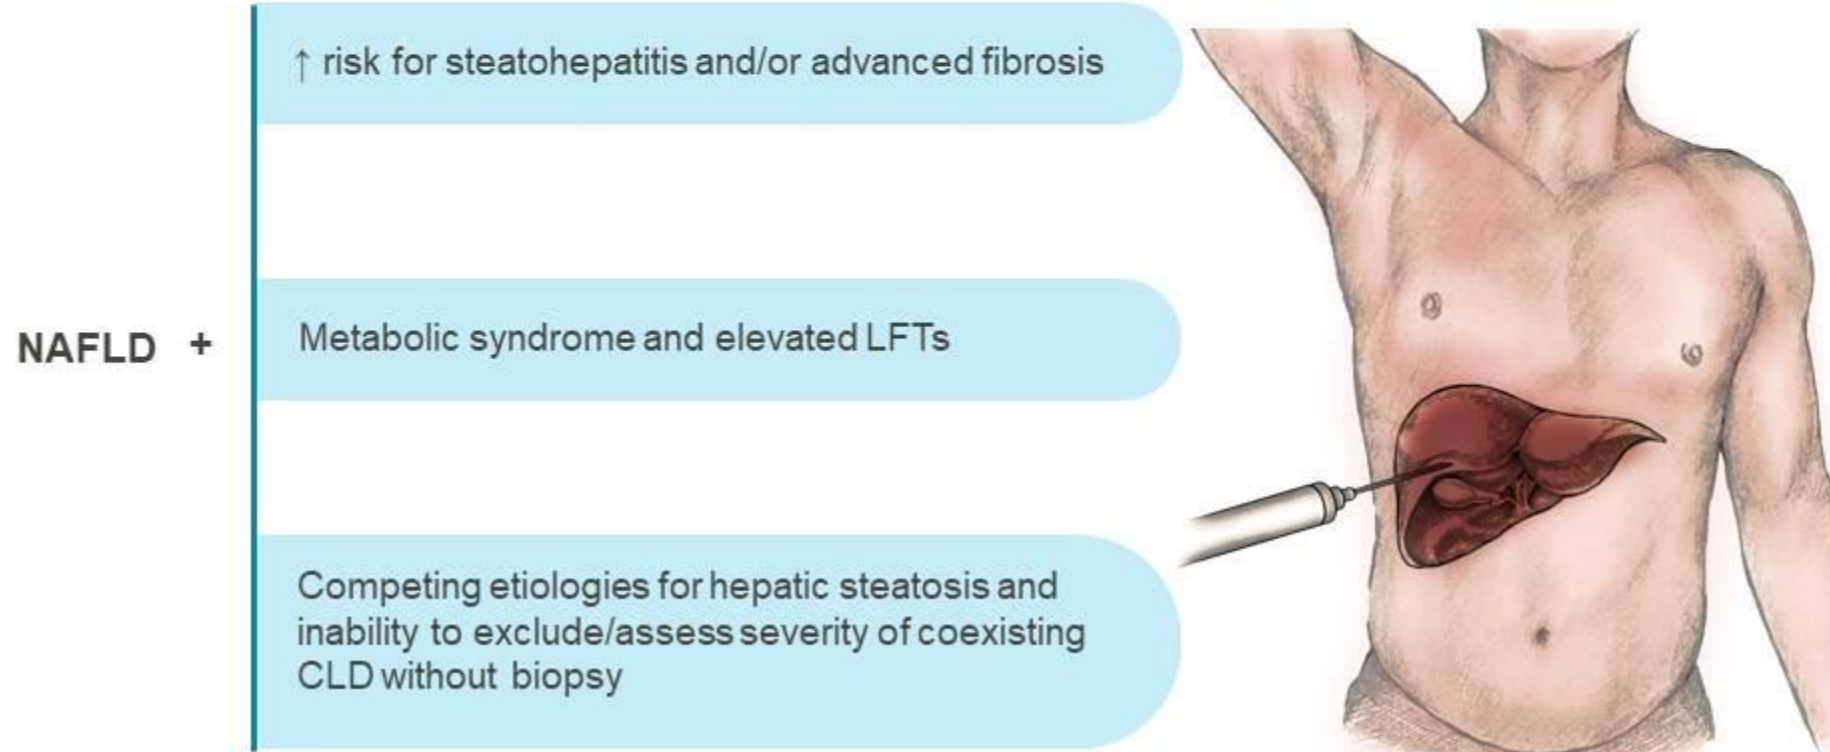 ↑ risk for steatohepatitis and/or advanced fibrosis
NAFLD +
Metabolic syndrome and elevated LFTs
Competing etiologies for hepatic steatosis and
inability to exclude/assess severity of coexisting
CLD without biopsy